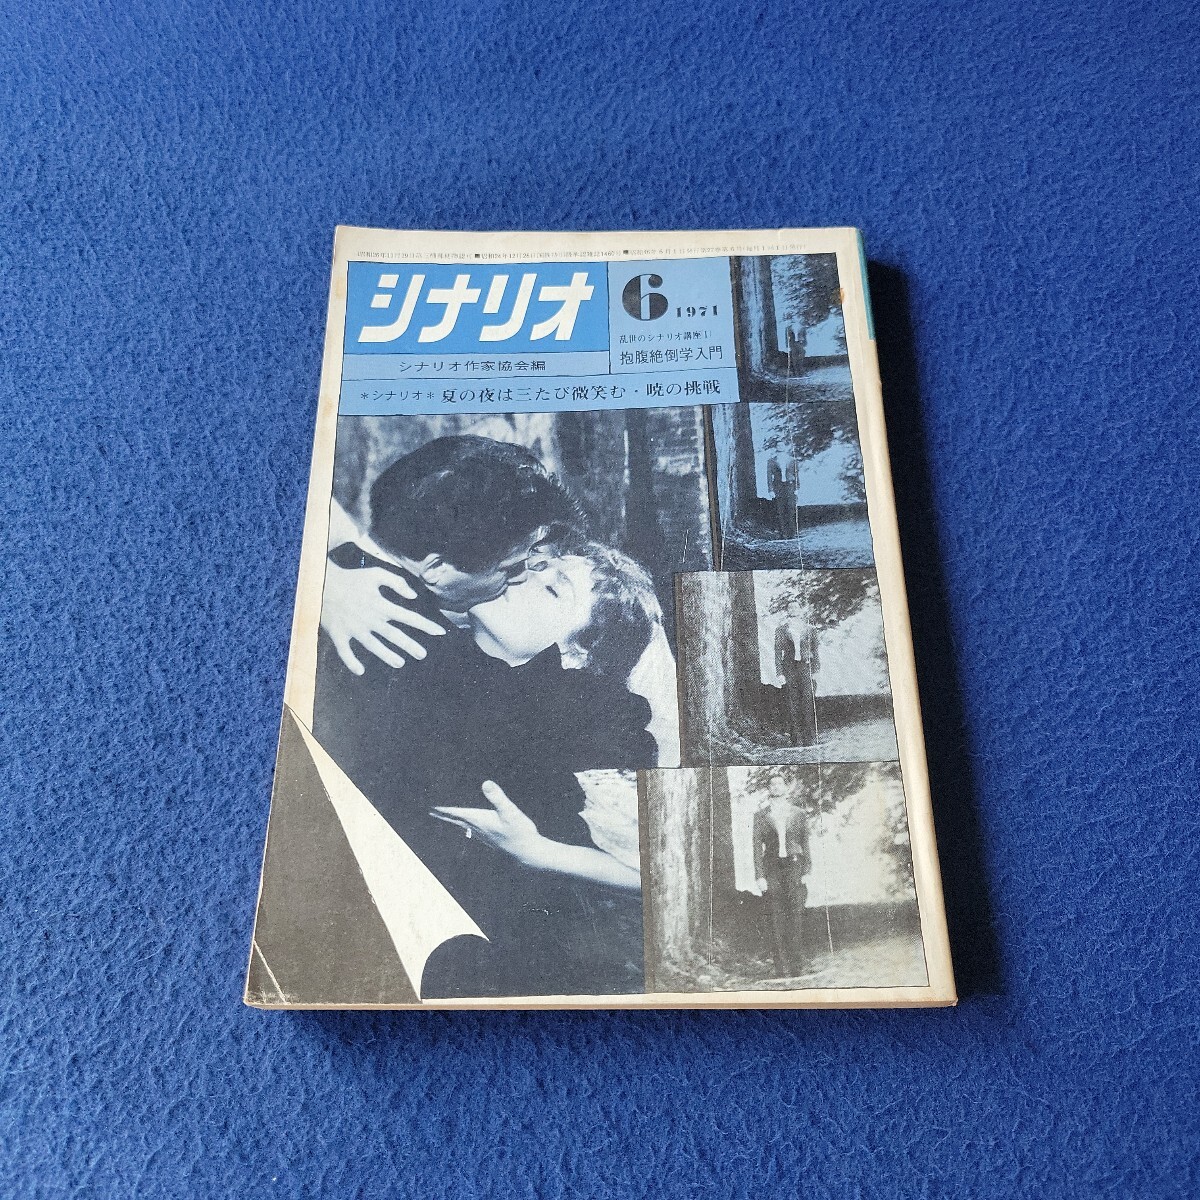 シナリオ
シナリオ作家協会編
6 1971
乱世のシナリオ講座(1)
抱腹絶倒学入門
*シナリオ* 夏の夜は三たび微笑む・暁の挑戦